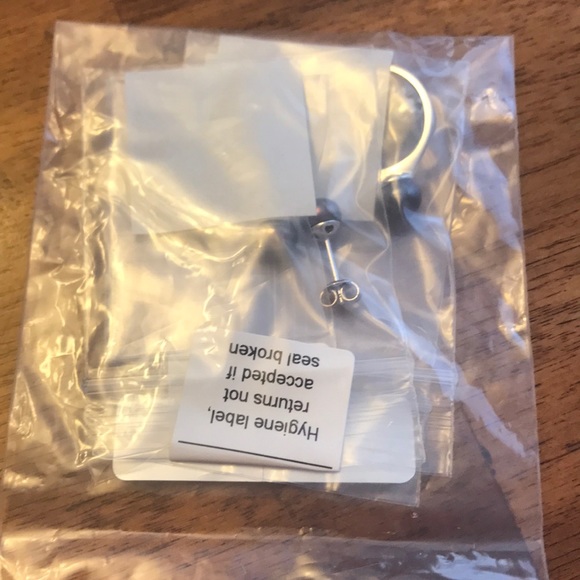 Hygiene label,
returns not
accepted if
seal broken